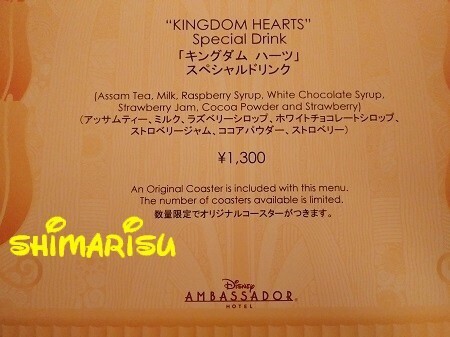 “KINGDOM HEARTS”
Special Drink
「キングダム ハーツ」
スペシャルドリンク
(Assam Tea, Milk, Raspberry Syrup, White Chocolate Syrup,
Strawberry Jam, Cocoa Powder and Strawberry)
（アッサムティー、ミルク、ラズベリーシロップ、ホワイトチョコレートシロップ、
ストロベリージャム、ココアパウダー、ストロベリー）
¥1,300
An Original Coaster is included with this menu.
The number of coasters available is limited.
数量限定でオリジナルコースターがつきます。
SHIMARISU
Disney
AMBASSADOR
HOTEL